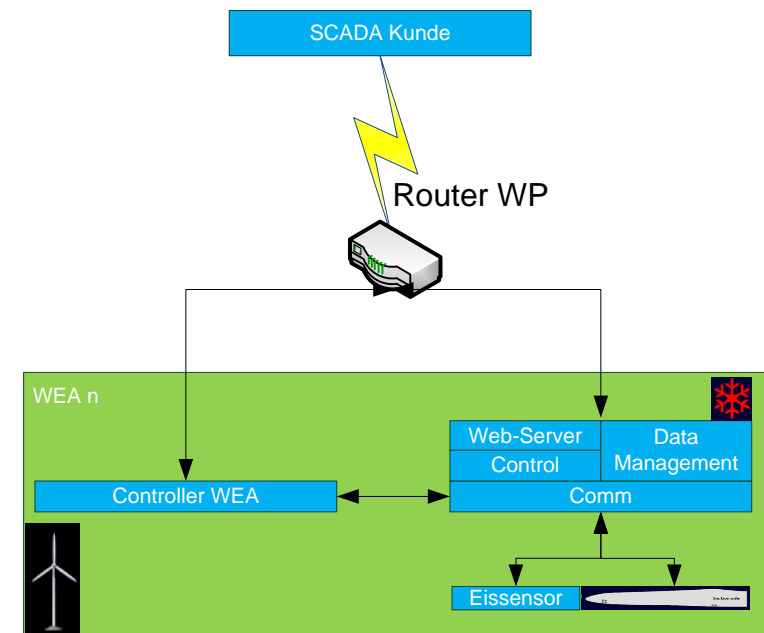 SCADA Kunde
Router WP
WEA n
Web-Server
Data
Management
Control
Controller WEA
Comm
Eissensor